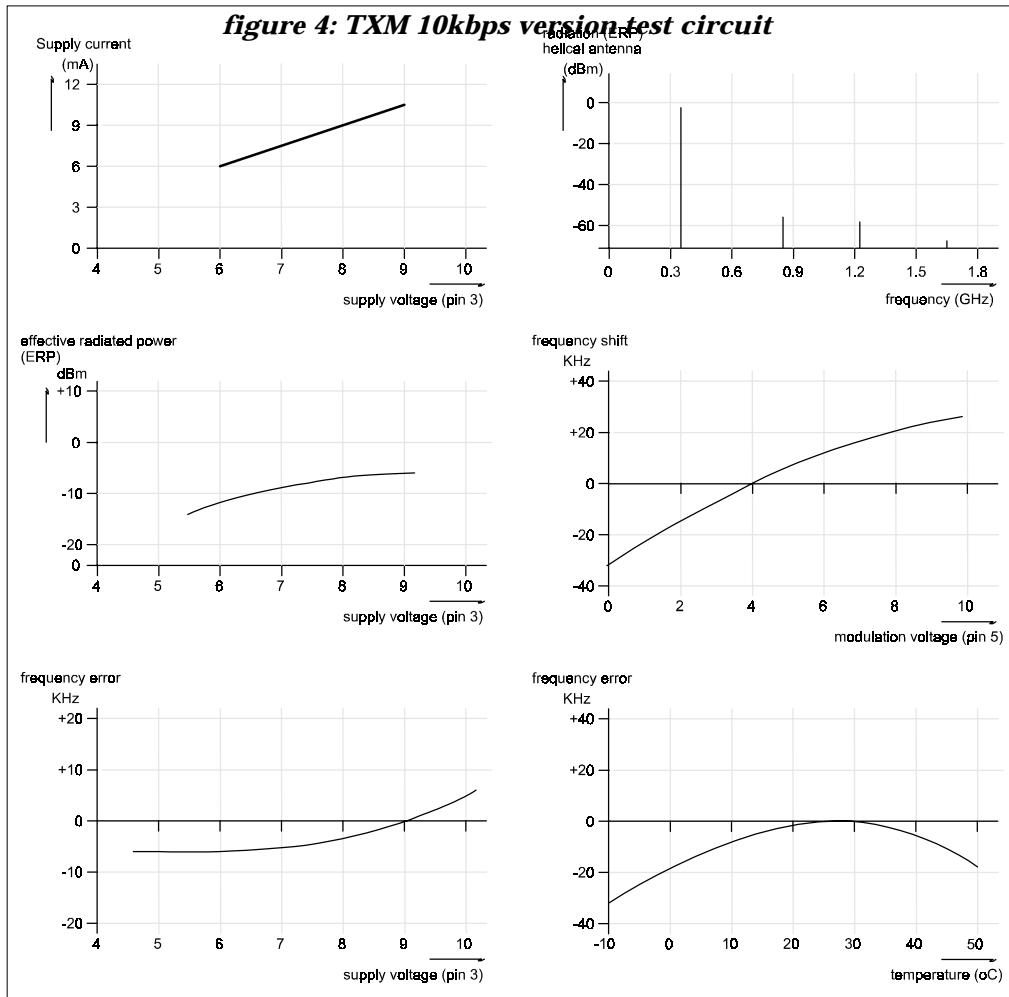 figure 4: TXM 10kbps version test circuit
Supply current
(mA)
12
9
6
3
0
4 5 6 7 8 9 10
supply voltage (pin 3)
radiation (ERP)
helical antenna
(dBm)
0
-20
-40
-60
0 0.3 0.6 0.9 1.2 1.5 1.8
frequency (GHz)
effective radiated power
(ERP)
dBm
+10
0
-10
-20
0
4 5 6 7 8 9 10
supply voltage (pin 3)
frequency shift
KHz
+40
+20
0
-20
-40
0 2 4 6 8 10
modulation voltage (pin 5)
frequency error
KHz
+20
+10
0
-10
-20
4 5 6 7 8 9 10
supply voltage (pin 3)
frequency error
KHz
+40
+20
0
-20
-40
-10 0 10 20 30 40 50
temperature (oC)